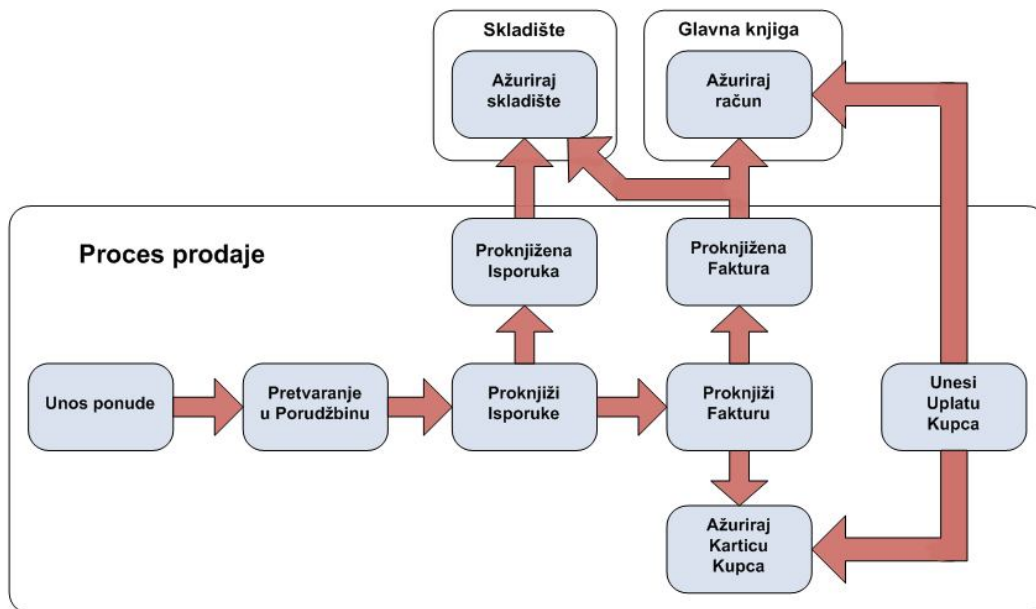 Skladište
Glavna knjiga
Ažuriraj
skladište
Ažuriraj
račun
Proces prodaje
Proknjižena
Isporuka
Proknjižena
Faktura
Unos ponude
Pretvaranje
u Porudžbinu
Proknjiži
Isporuke
Proknjiži
Fakturu
Unesi
Uplatu
Kupca
Ažuriraj
Karticu
Kupca